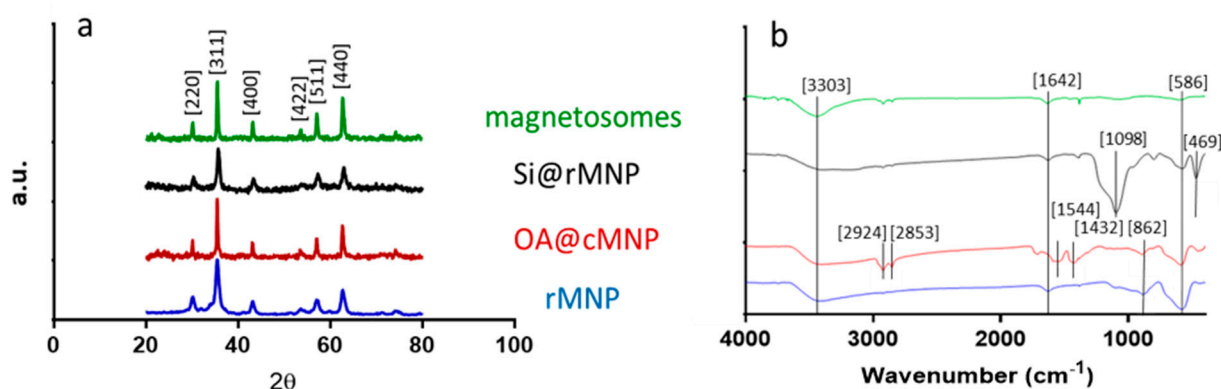 a
a.u.
[220]
[311]
[400]
[422]
[511]
[440]
magnetosomes
Si@rMNP
OA@cMNP
rMNP
0
20
40
60
80
100
2θ
b
[3303]
[1642]
[586]
[1098]
[469]
[1544]
[2924]
[2853]
[1432]
[862]
4000
3000
2000
1000
Wavenumber (cm-1)